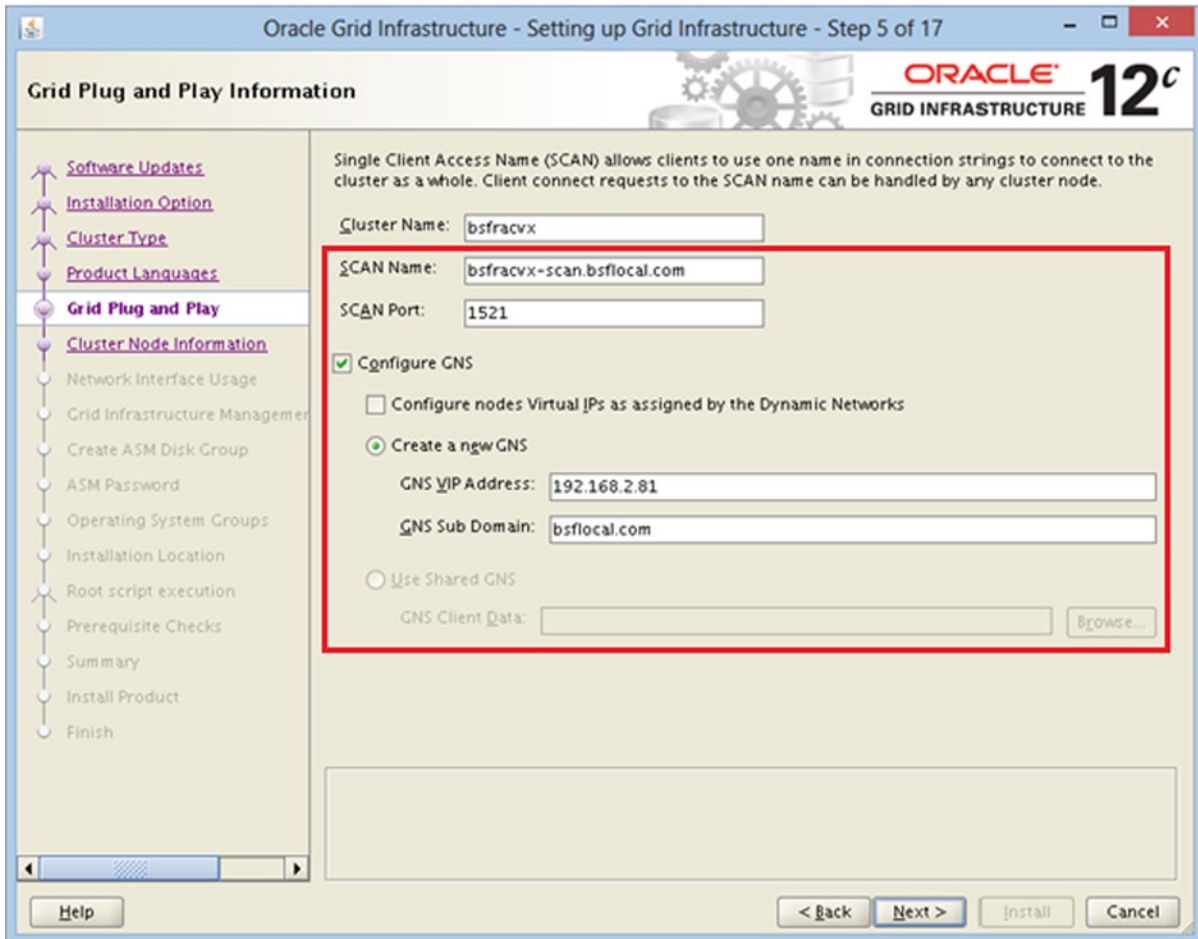 Oracle Grid Infrastructure - Setting up Grid Infrastructure - Step 5 of 17
Grid Plug and Play Information
ORACLE
GRID INFRASTRUCTURE 12c
Software Updates
Installation Option
Cluster Type
Product Languages
Grid Plug and Play
Cluster Node Information
Network Interface Usage
Grid Infrastructure Managemer
Create ASM Disk Group
ASM Password
Operating System Groups
Installation Location
Root script execution
Prerequisite Checks
Summary
Install Product
Finish
Single Client Access Name (SCAN) allows clients to use one name in connection strings to connect to the
cluster as a whole. Client connect requests to the SCAN name can be handled by any cluster node.
Cluster Name: bsfracvx
SCAN Name: bsfracvx-scan.bsflocal.com
SCAN Port: 1521
Configure GNS
Configure nodes Virtual IPs as assigned by the Dynamic Networks
Create a new GNS
GNS VIP Address: 192.168.2.81
GNS Sub Domain: bsflocal.com
Use Shared GNS
GNS Client Data: Browse...
Help < Back Next > Install Cancel